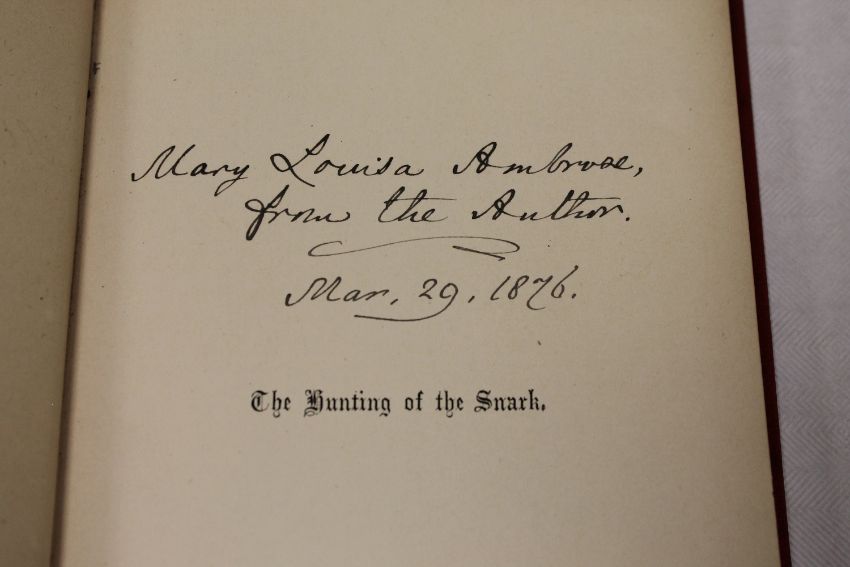 Mary Louisa Ambrose,
from the Author.
Mar. 29, 1876.
The Hunting of the Snark.